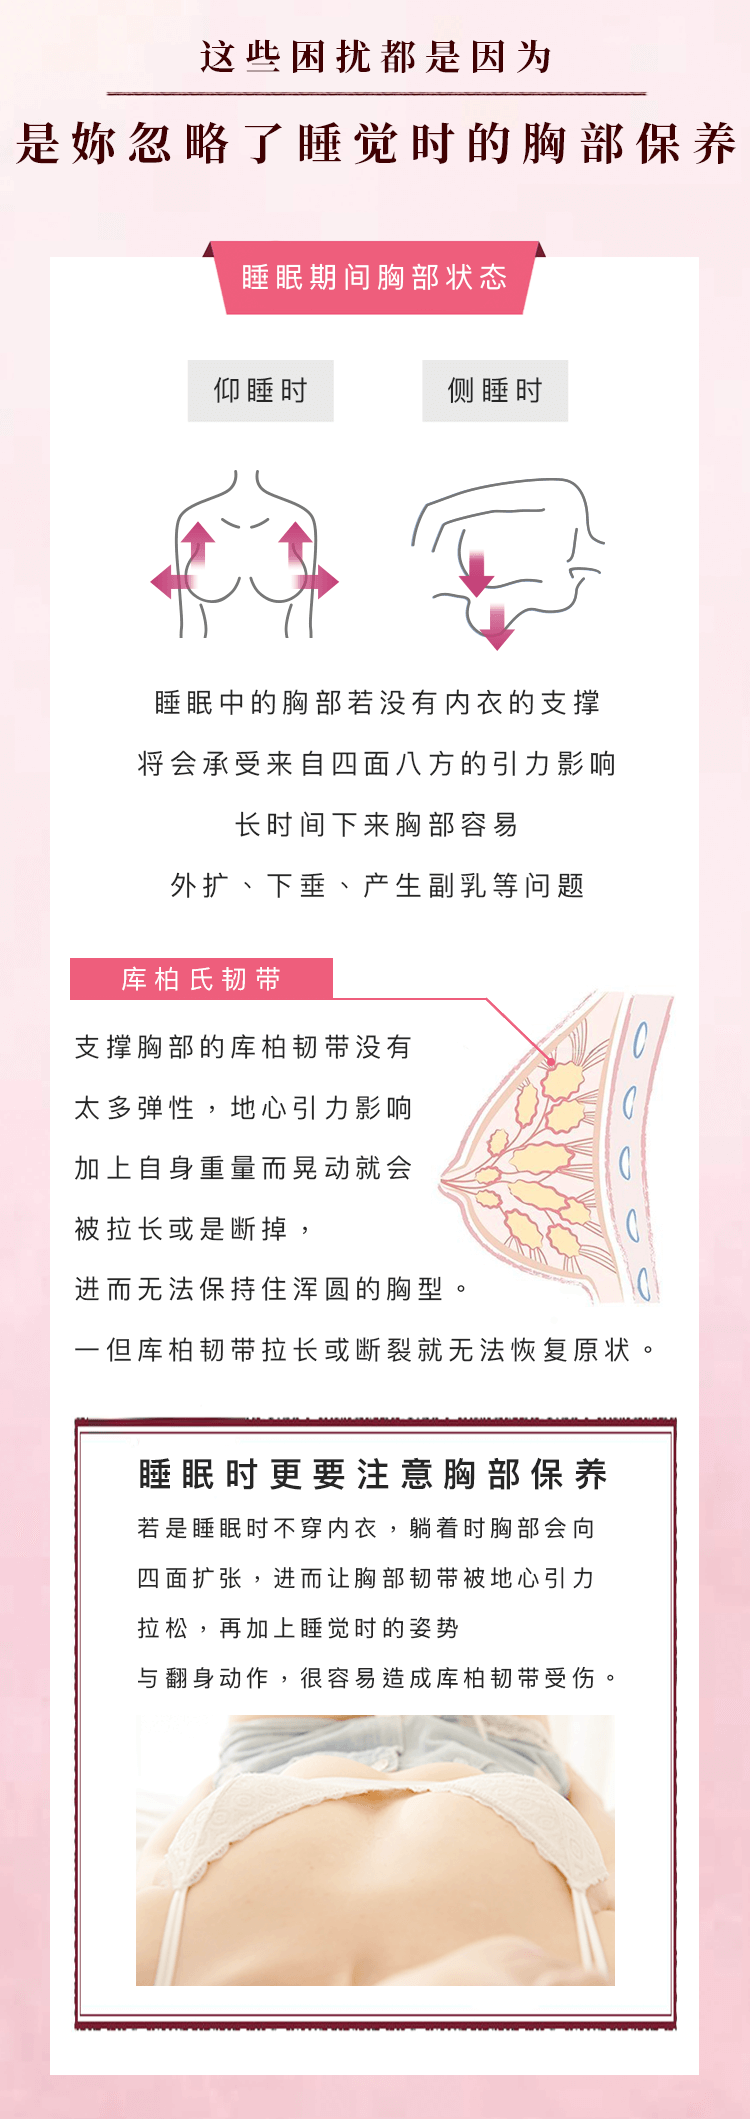 这些困扰都是因为
是妳忽略了睡觉时的胸部保养
睡眠期间胸部状态
仰睡时
侧睡时
睡眠中的胸部若没有内衣的支撑
将会承受来自四面八方的引力影响
长时间下来胸部容易
外扩、下垂、产生副乳等问题
库柏氏韧带
支撑胸部的库柏韧带没有
太多弹性，地心引力影响
加上自身重量而晃动就会
被拉长或是断掉，
进而无法保持住浑圆的胸型。
一但库柏韧带拉长或断裂就无法恢复原状。
睡眠时更要注意胸部保养
若是睡眠时不穿内衣，躺着时胸部会向
四面扩张，进而让胸部韧带被地心引力
拉松，再加上睡觉时的姿势
与翻身动作，很容易造成库柏韧带受伤。